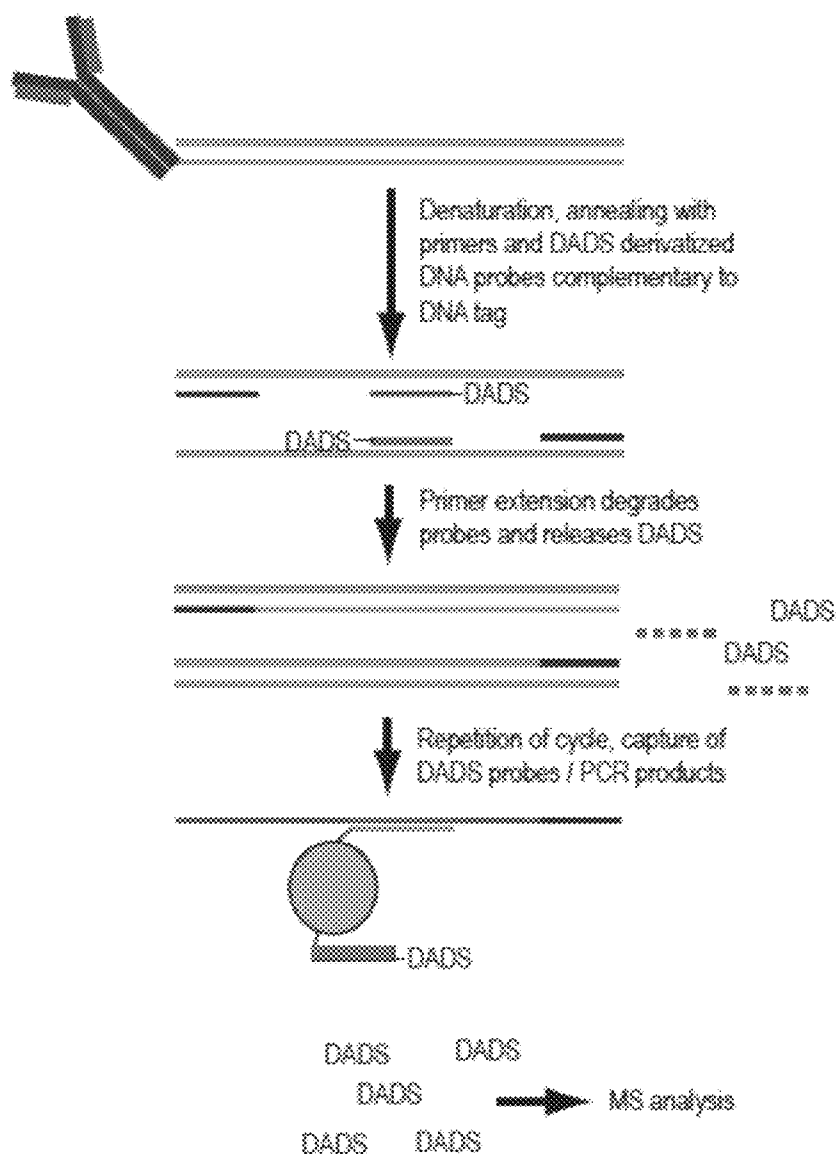 Denaturation, annealing with
primers and DADS derivatized
DNA probes complementary to
DNA tag
DADS
DADS
Primer extension degrades
probes and releases DADS
DADS
DADS
Repetition of cycle, capture of
DADS probes / PCR products
DADS
DADS DADS
DADS
MS analysis
DADS DADS